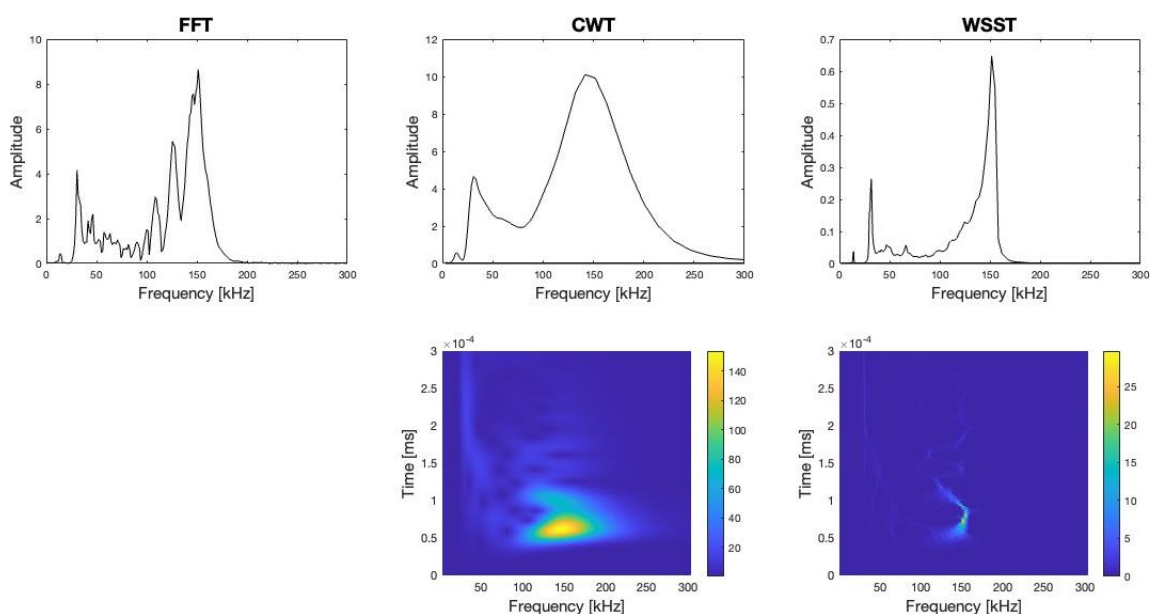 FFT
10
8
6
4
2
0
0 50 100 150 200 250 300
Amplitude
Frequency [kHz]
CWT
12
10
8
6
4
2
0
0 50 100 150 200 250 300
Amplitude
Frequency [kHz]
WSST
0.7
0.6
0.5
0.4
0.3
0.2
0.1
0
0 50 100 150 200 250 300
Amplitude
Frequency [kHz]
×10-4
3
2.5
2
1.5
1
0.5
0
50 100 150 200 250 300
Time [ms]
Frequency [kHz]
140
120
100
80
60
40
20
×10-4
3
2.5
2
1.5
1
0.5
0
50 100 150 200 250 300
Time [ms]
Frequency [kHz]
25
20
15
10
5
0